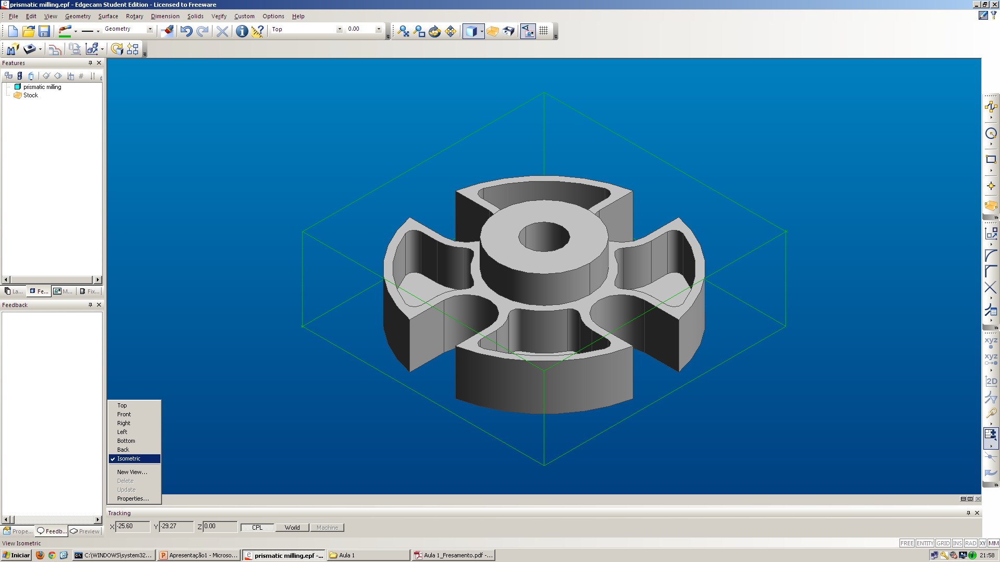 prismatic milling.epf - Edgecam Student Edition - Licensed to Freeware
File Edit View Geometry Surface Rotary Dimension Solids Verify Custom Options Help
Geometry Top 0.00
Features
prismatic milling
Stock
La... Fe... M... Fix...
Feedback
Top
Front
Right
Left
Bottom
Back
Isometric
New View...
Delete
Update
Properties...
xyz
xyz
2D
Tracking
X -25.60 Y -29.27 Z 0.00 CPL World Machine
Prope... Feedb... Preview
View Isometric
FREE ENTITY GRID INS RAD XY MM
Iniciar C:\WINDOWS\system32... Apresentação1 - Microso... prismatic milling.epf -... Aula 1 Aula 1_Fresamento.pdf -... 21:58